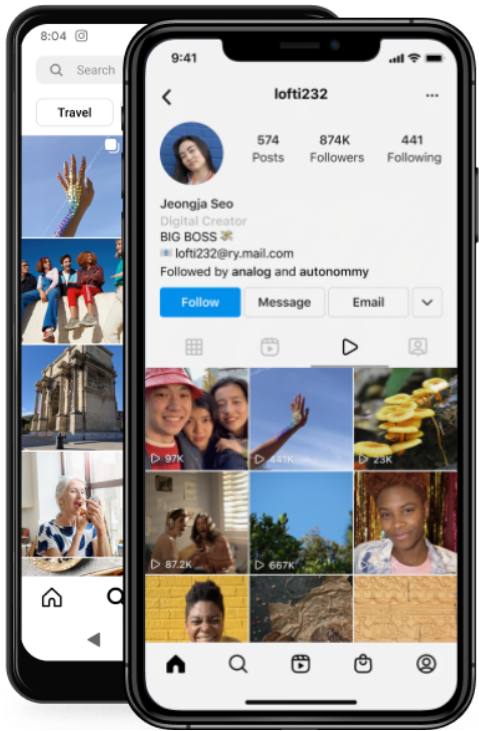 8:04
Search
Travel
9:41
lofti232
574
Posts
874K
Followers
441
Following
Jeongja Seo
Digital Creator
BIG BOSS
lofti232@ry.mail.com
Followed by analog and autonommy
Follow
Message
Email
97K
441K
23K
87.2K
667K